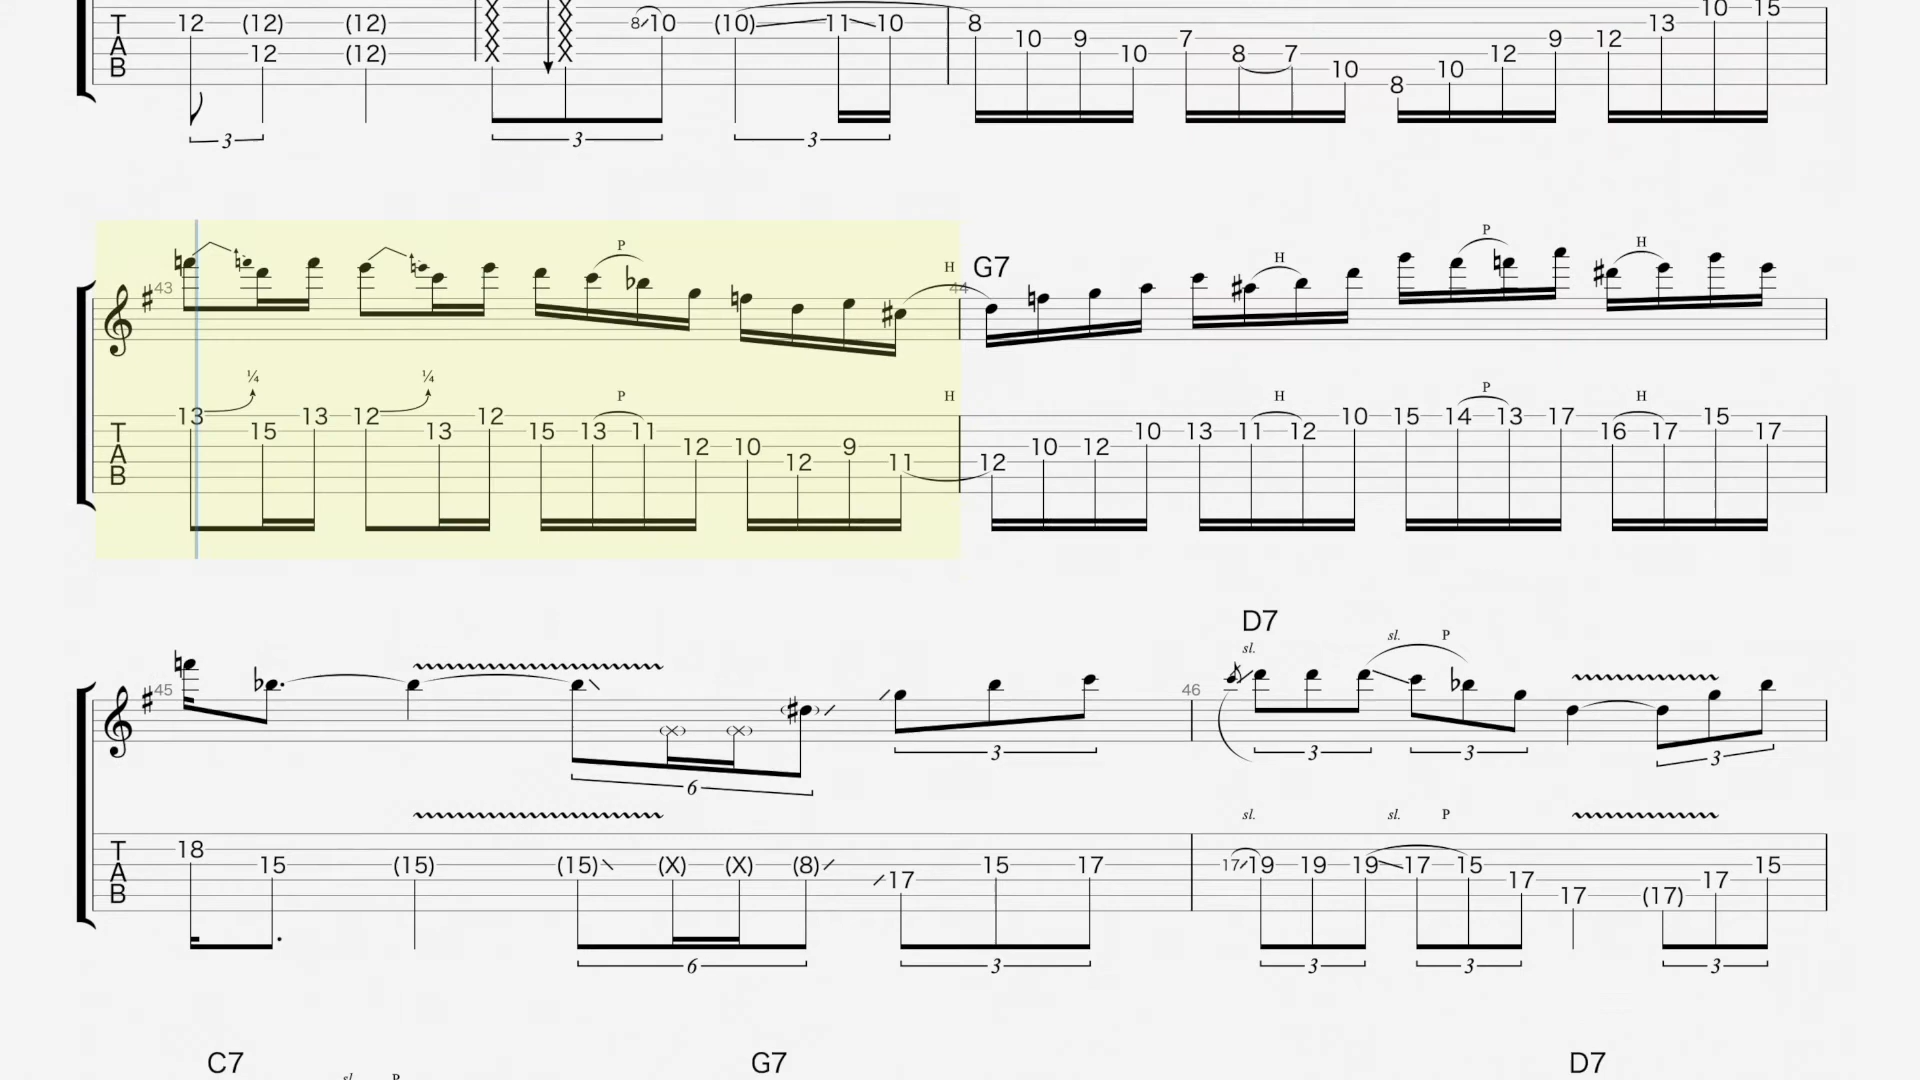 10 15
12 (12) (12) X X 8 10 (10) 11 10 8 13
10 9 7 12 9 12
T A B 12 (12) X X 10 8 7 12
10 10
8
3 3 3
P
P H
H G7 H
43 44
¼ ¼ P H H P H
13 13 12 12 10 15 14 13 17 15
15 13 15 13 11 10 13 11 12 16 17 17
T A B 12 10 9 10 12
12 11 12
D7
sl. P
sl.
45 46
3 3 3 3
6
sl. sl. P
T A B
18
15 (15) (15) (X) (X) (8) 15 17 17 19 19 19 17 15 15
17 17 17
17 (17)
6 3 3 3 3
C7 G7 D7
sl. P